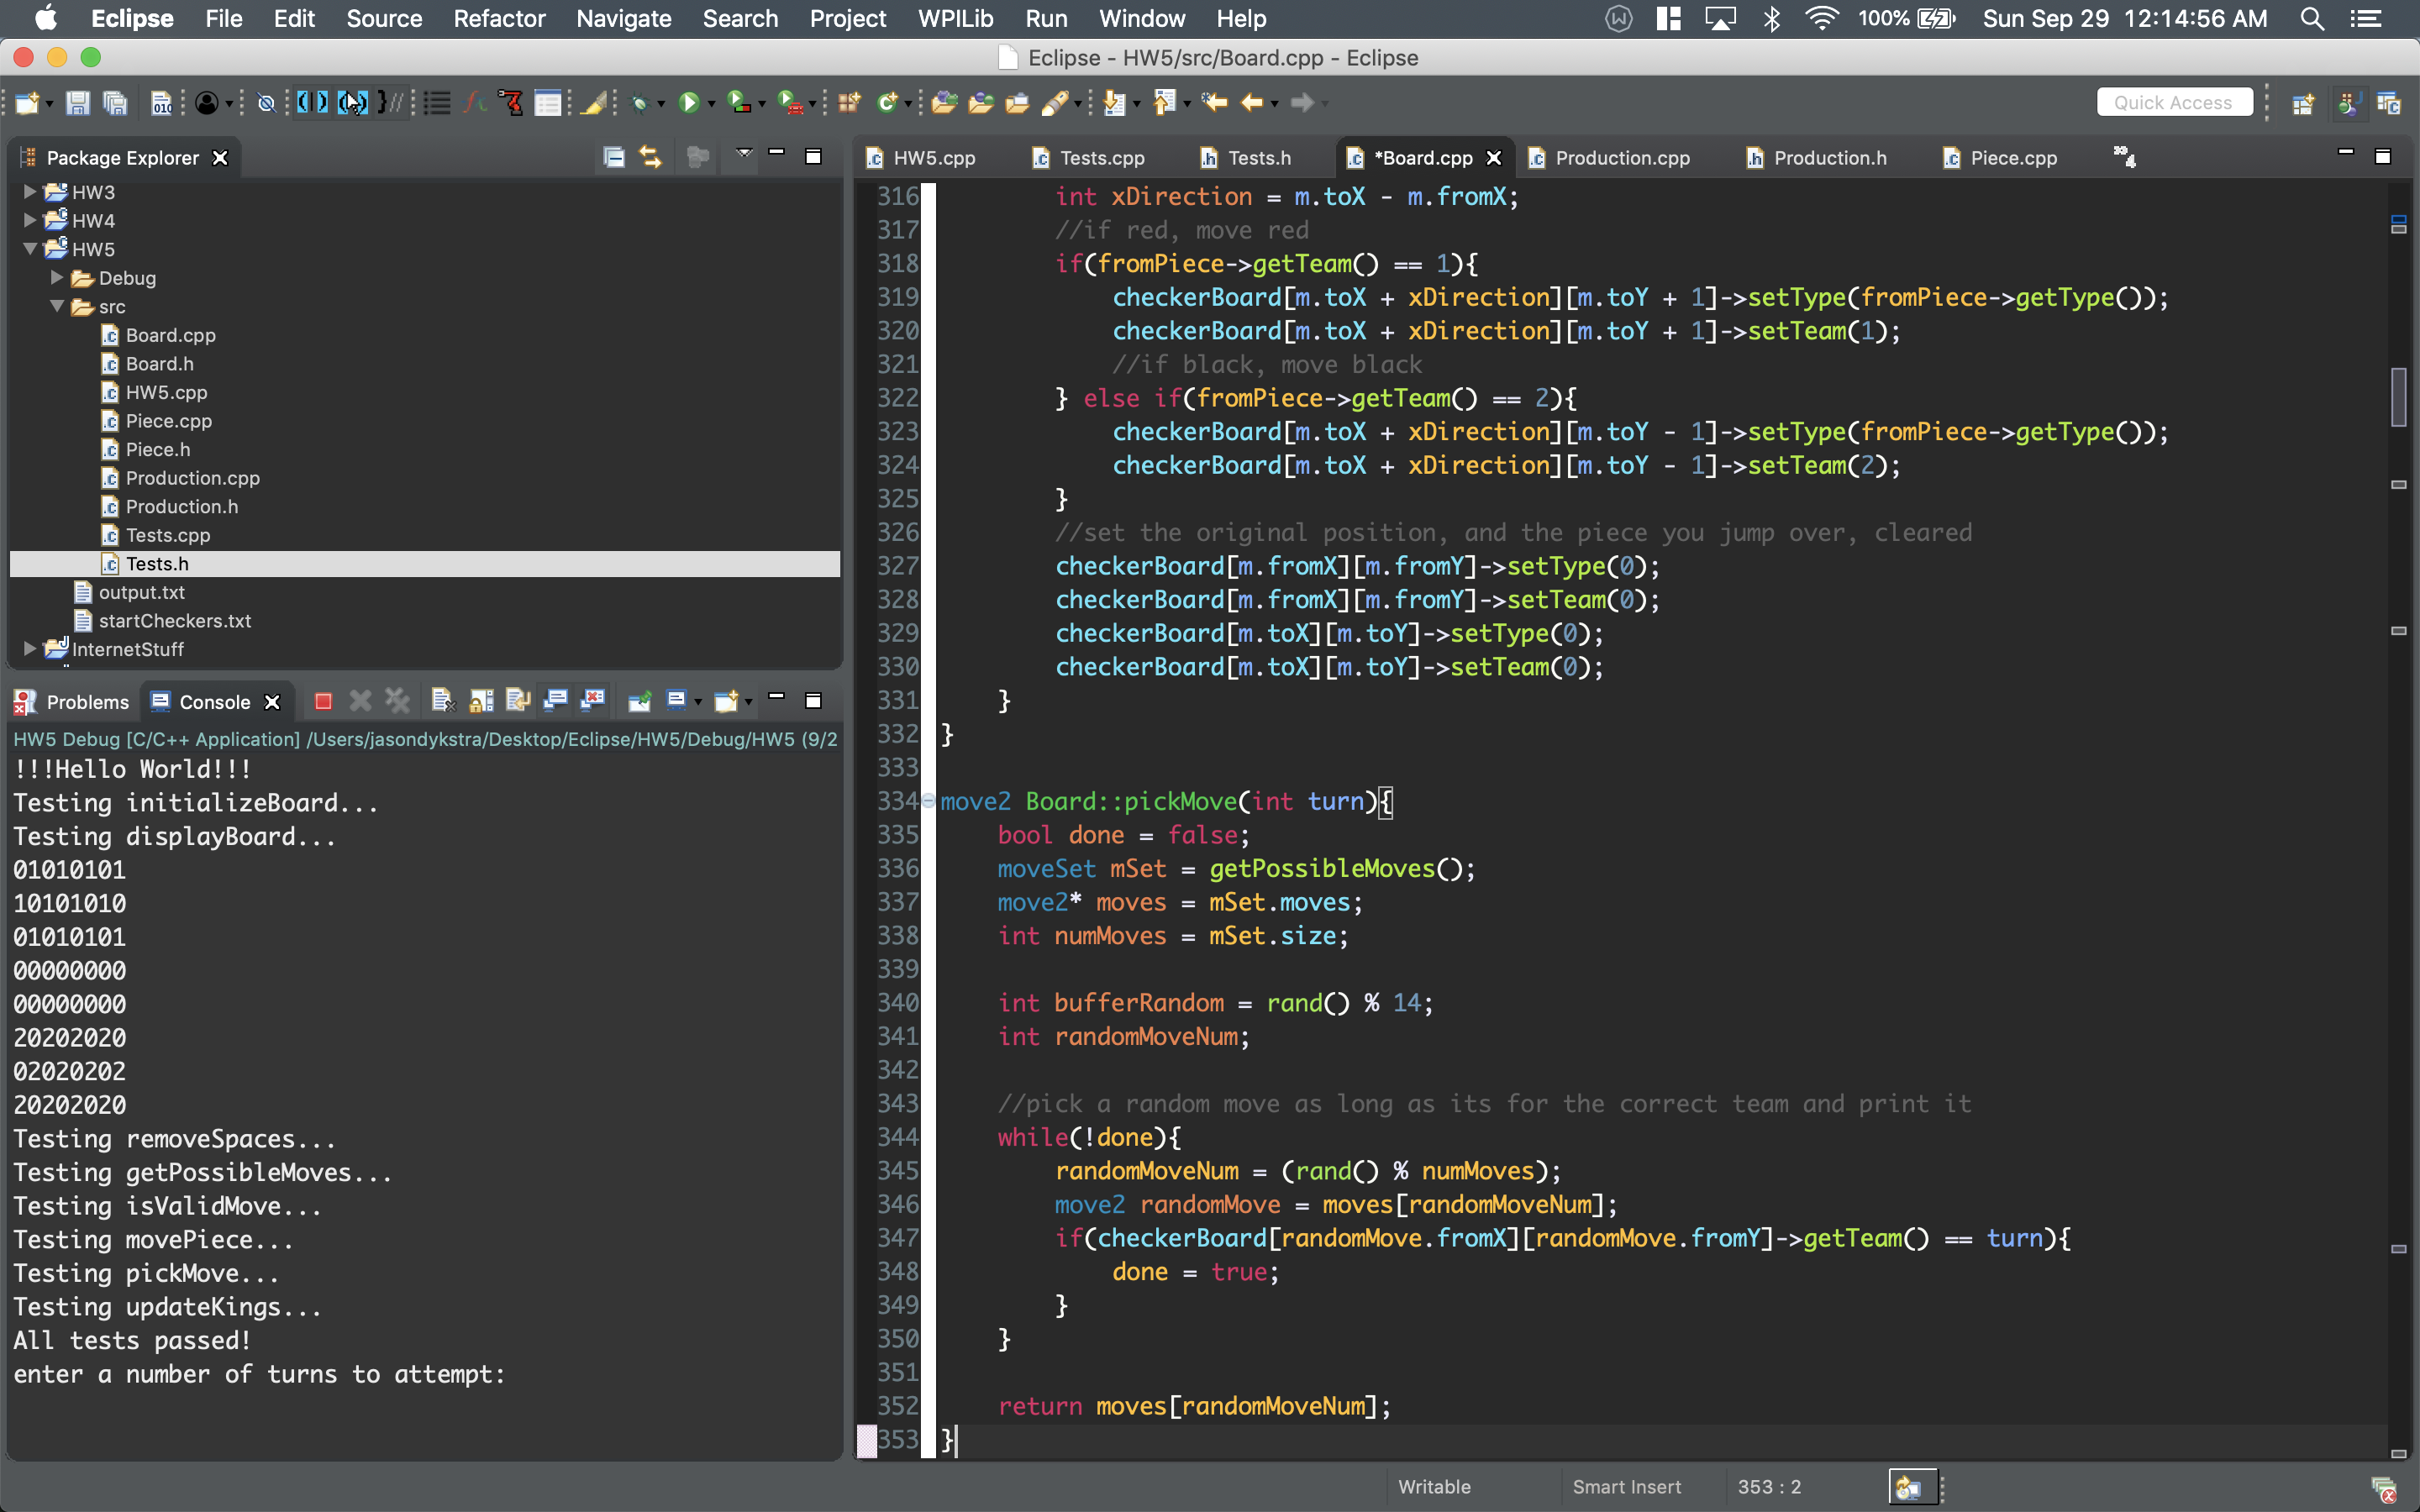 Eclipse File Edit Source Refactor Navigate Search Project WPILib Run Window Help 100% Sun Sep 29 12:14:56 AM
Eclipse - HW5/src/Board.cpp - Eclipse
Quick Access
Package Explorer
HW3
HW4
HW5
Debug
src
Board.cpp
Board.h
HW5.cpp
Piece.cpp
Piece.h
Production.cpp
Production.h
Tests.cpp
Tests.h
output.txt
startCheckers.txt
InternetStuff
Problems Console
HW5 Debug [C/C++ Application] /Users/jasondykstra/Desktop/Eclipse/HW5/Debug/HW5 (9/2
!!!Hello World!!!
Testing initializeBoard...
Testing displayBoard...
01010101
10101010
01010101
00000000
00000000
20202020
02020202
20202020
Testing removeSpaces...
Testing getPossibleMoves...
Testing isValidMove...
Testing movePiece...
Testing pickMove...
Testing updateKings...
All tests passed!
enter a number of turns to attempt:
HW5.cpp Tests.cpp Tests.h *Board.cpp Production.cpp Production.h Piece.cpp 4
316 int xDirection = m.toX - m.fromX;
317 //if red, move red
318 if(fromPiece->getTeam() == 1){
319 checkerBoard[m.toX + xDirection][m.toY + 1]->setType(fromPiece->getType());
320 checkerBoard[m.toX + xDirection][m.toY + 1]->setTeam(1);
321 //if black, move black
322 } else if(fromPiece->getTeam() == 2){
323 checkerBoard[m.toX + xDirection][m.toY - 1]->setType(fromPiece->getType());
324 checkerBoard[m.toX + xDirection][m.toY - 1]->setTeam(2);
325 }
326 //set the original position, and the piece you jump over, cleared
327 checkerBoard[m.fromX][m.fromY]->setType(0);
328 checkerBoard[m.fromX][m.fromY]->setTeam(0);
329 checkerBoard[m.toX][m.toY]->setType(0);
330 checkerBoard[m.toX][m.toY]->setTeam(0);
331 }
332 }
333
334 move2 Board::pickMove(int turn){
335 bool done = false;
336 moveSet mSet = getPossibleMoves();
337 move2* moves = mSet.moves;
338 int numMoves = mSet.size;
339
340 int bufferRandom = rand() % 14;
341 int randomMoveNum;
342
343 //pick a random move as long as its for the correct team and print it
344 while(!done){
345 randomMoveNum = (rand() % numMoves);
346 move2 randomMove = moves[randomMoveNum];
347 if(checkerBoard[randomMove.fromX][randomMove.fromY]->getTeam() == turn){
348 done = true;
349 }
350 }
351
352 return moves[randomMoveNum];
353 }
Writable Smart Insert 353 : 2